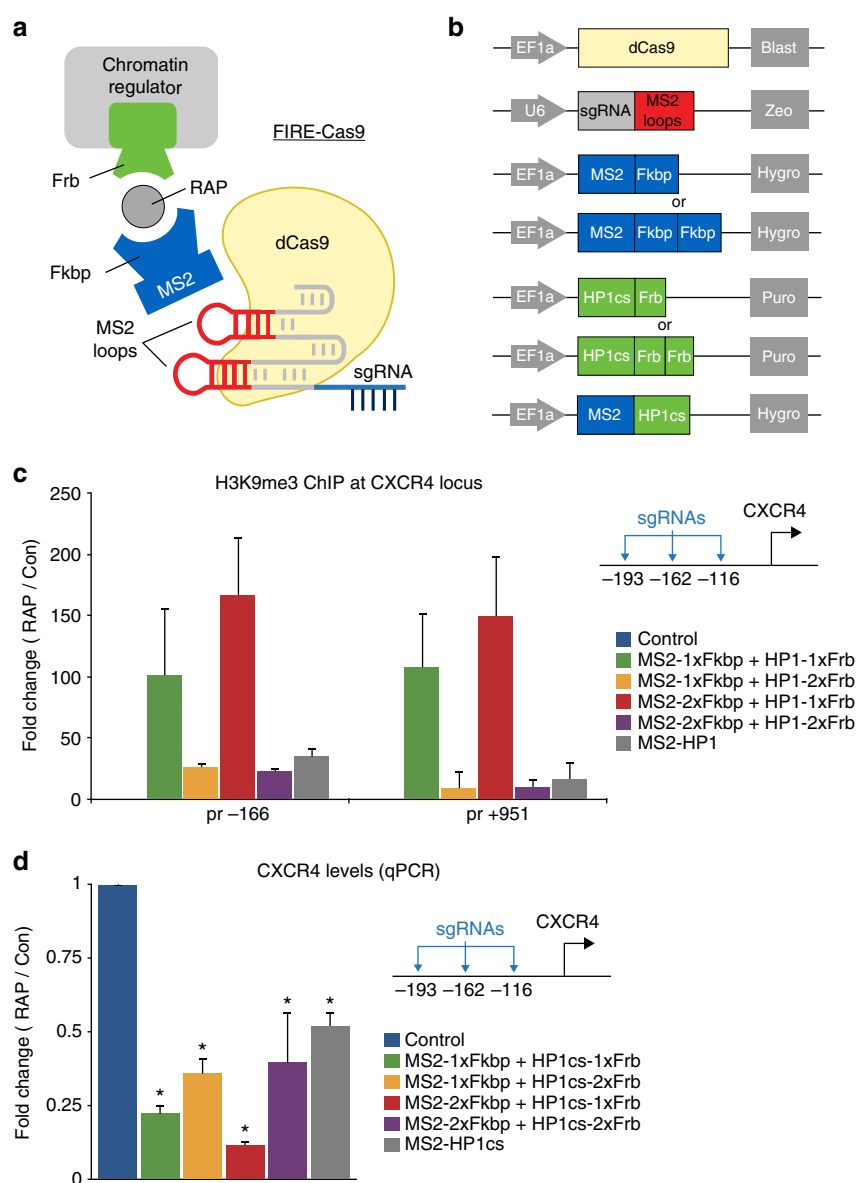 a
Chromatin
regulator
FIRE-Cas9
Frb
RAP
dCas9
Fkbp
MS2
MS2
loops
sgRNA
b
EF1a dCas9 Blast
U6 sgRNA MS2 loops Zeo
EF1a MS2 Fkbp Hygro
or
EF1a MS2 Fkbp Fkbp Hygro
EF1a HP1cs Frb Puro
or
EF1a HP1cs Frb Frb Puro
EF1a MS2 HP1cs Hygro
c
H3K9me3 ChIP at CXCR4 locus
Fold change ( RAP / Con)
250
200
150
100
50
0
pr –166
pr +951
sgRNAs
CXCR4
–193 –162 –116
Control
MS2-1xFkbp + HP1-1xFrb
MS2-1xFkbp + HP1-2xFrb
MS2-2xFkbp + HP1-1xFrb
MS2-2xFkbp + HP1-2xFrb
MS2-HP1
d
CXCR4 levels (qPCR)
Fold change ( RAP / Con)
1
0.75
0.5
0.25
0
* * * * *
sgRNAs
CXCR4
–193 –162 –116
Control
MS2-1xFkbp + HP1cs-1xFrb
MS2-1xFkbp + HP1cs-2xFrb
MS2-2xFkbp + HP1cs-1xFrb
MS2-2xFkbp + HP1cs-2xFrb
MS2-HP1cs